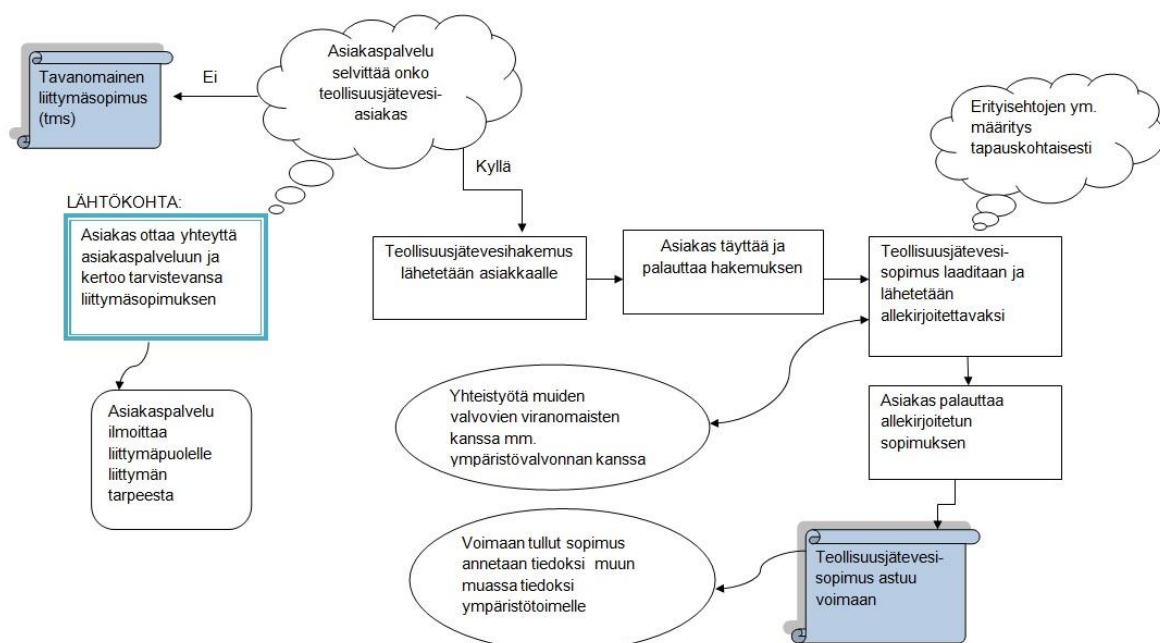 Asiakaspalvelu
selvittää onko
teollisuusjätevesi-
asiakas
Ei
Tavanomainen
liittymäsopimus
(tms)
Kyllä
Erityisehtojen ym.
määritys
tapauskohtaisesti
LÄHTÖKOHTA:
Asiakas ottaa yhteyttä
asiakaspalveluun ja
kertoo tarvistevansa
liittymäsopimuksen
Teollisuusjätevesihakemus
lähetetään asiakkaalle
Asiakas täyttää ja
palauttaa hakemuksen
Teollisuusjätevesi-
sopimus laaditaan ja
lähetetään
allekirjoitettavaksi
Asiakaspalvelu
ilmoittaa
liittymäpuolelle
liittymän
tarpeesta
Yhteistyötä muiden
valvovien viranomaisten
kanssa mm.
ympäristövalvonnan kanssa
Asiakas palauttaa
allekirjoitetun
sopimuksen
Voimaan tullut sopimus
annetaan tiedoksi muun
muassa tiedoksi
ympäristötoimelle
Teollisuusjätevesi-
sopimus astuu
voimaan